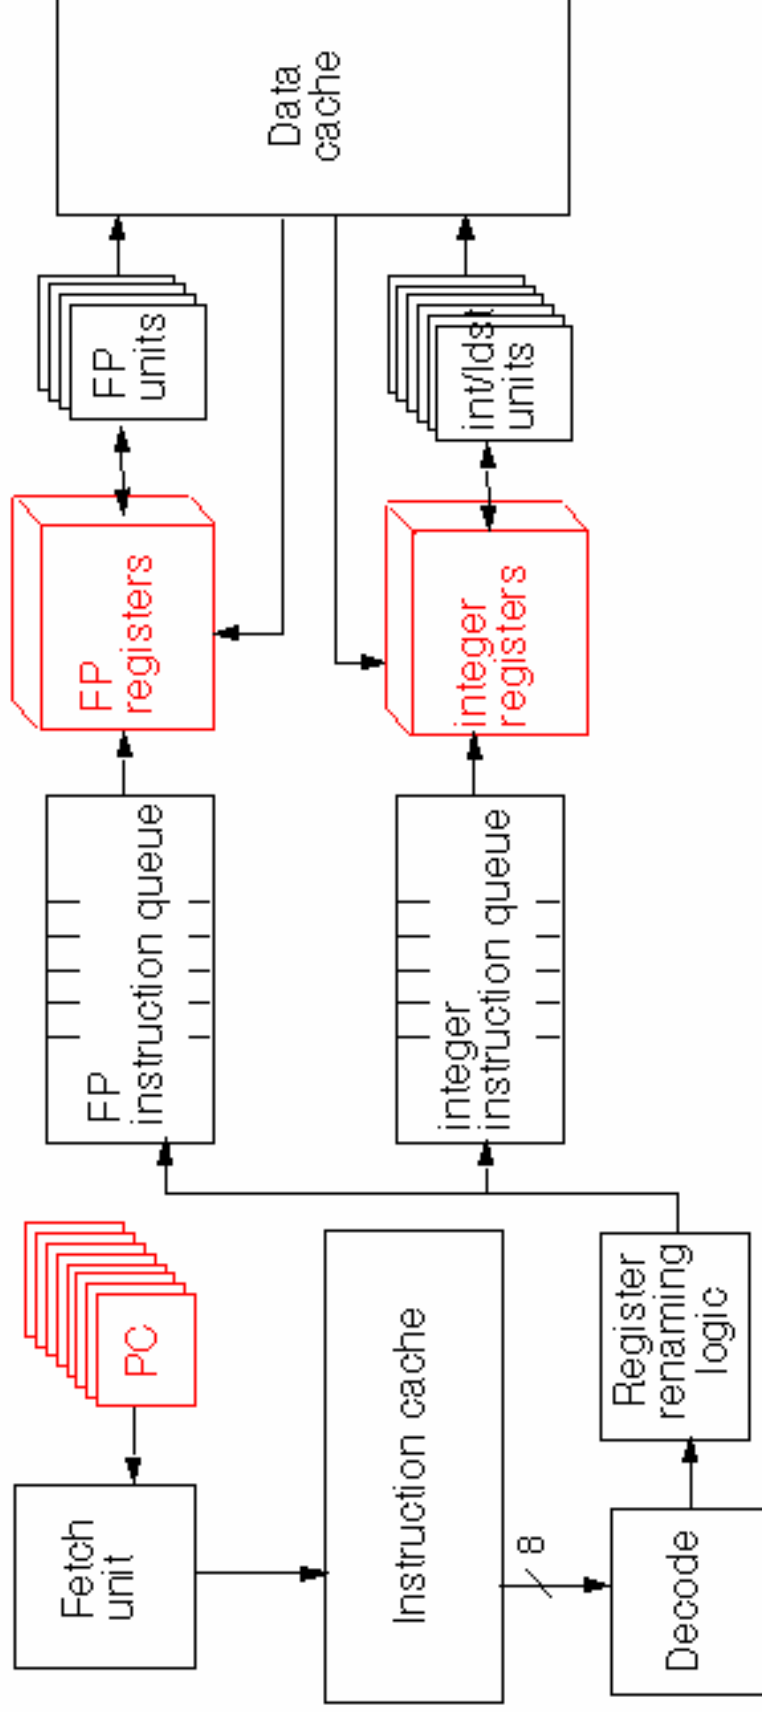 Fetch
unit
PC
Instruction cache
8
Decode
Register
renaming
logic
FP
instruction queue
integer
instruction queue
FP
registers
integer
registers
FP
units
int/ldst
units
Data
cache